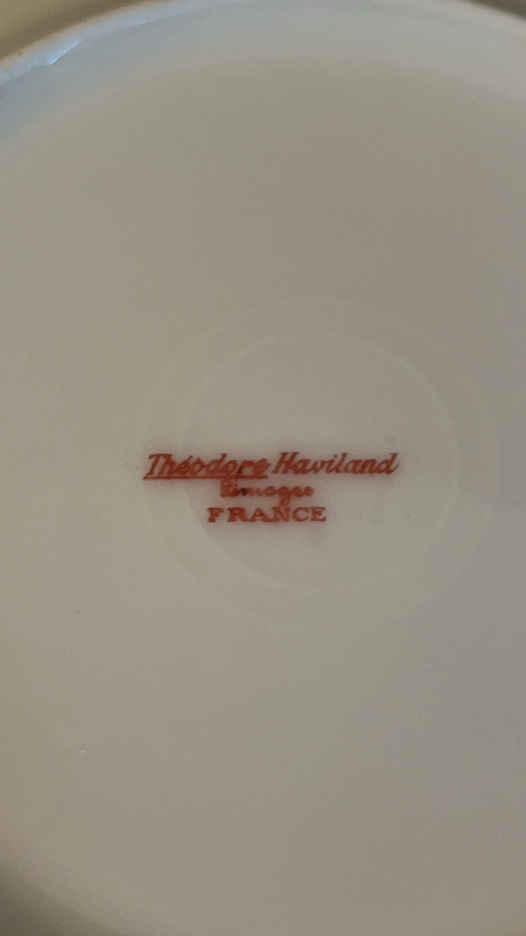 Théodore Haviland
Limoges
FRANCE